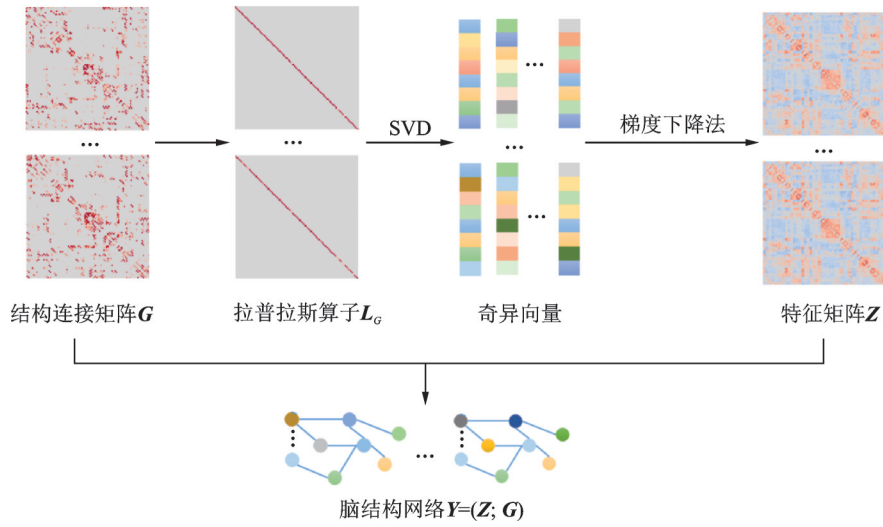 SVD
梯度下降法
结构连接矩阵G
拉普拉斯算子L_G
奇异向量
特征矩阵Z
脑结构网络Y=(Z; G)